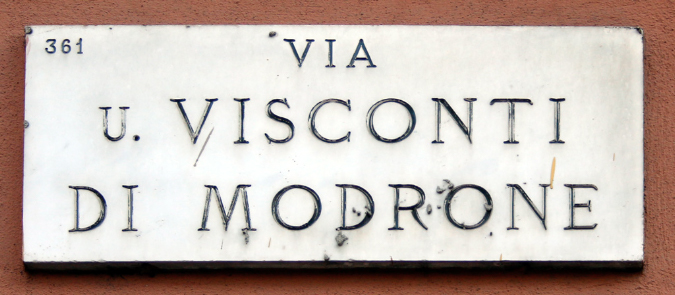 361
VIA
U. VISCONTI
DI MODRONE